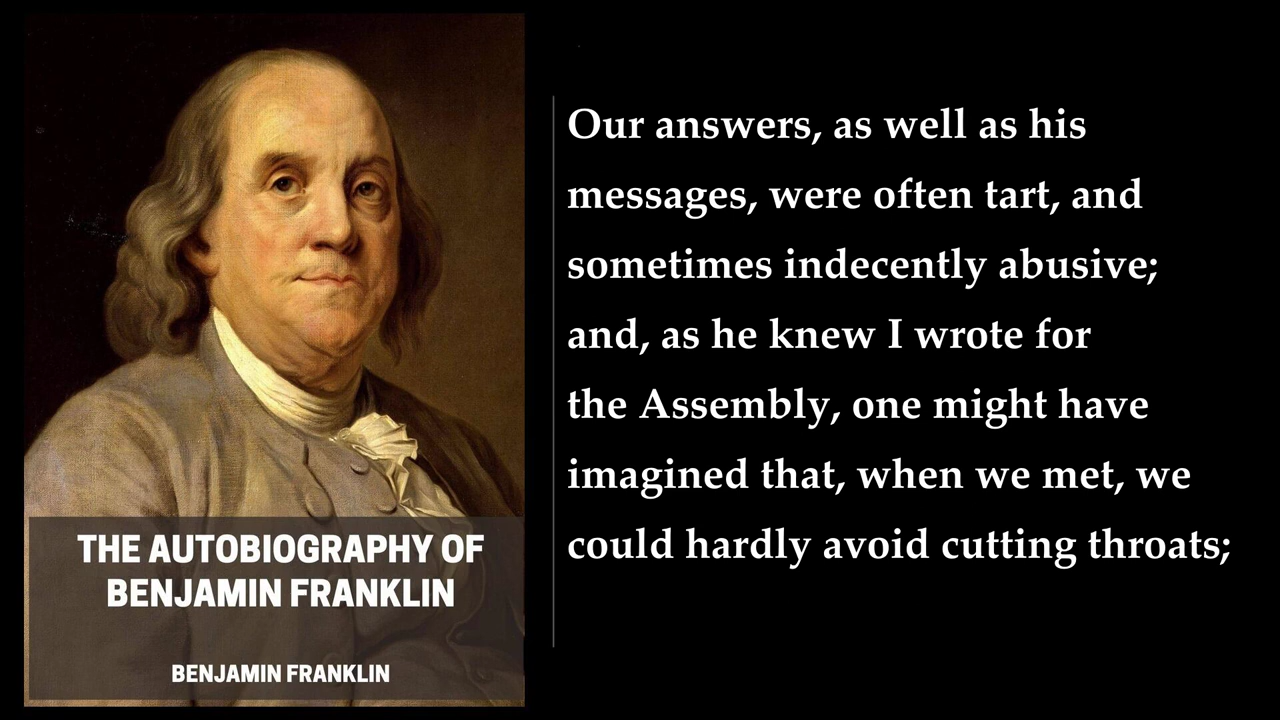 THE AUTOBIOGRAPHY OF
BENJAMIN FRANKLIN
BENJAMIN FRANKLIN
Our answers, as well as his
messages, were often tart, and
sometimes indecently abusive;
and, as he knew I wrote for
the Assembly, one might have
imagined that, when we met, we
could hardly avoid cutting throats;